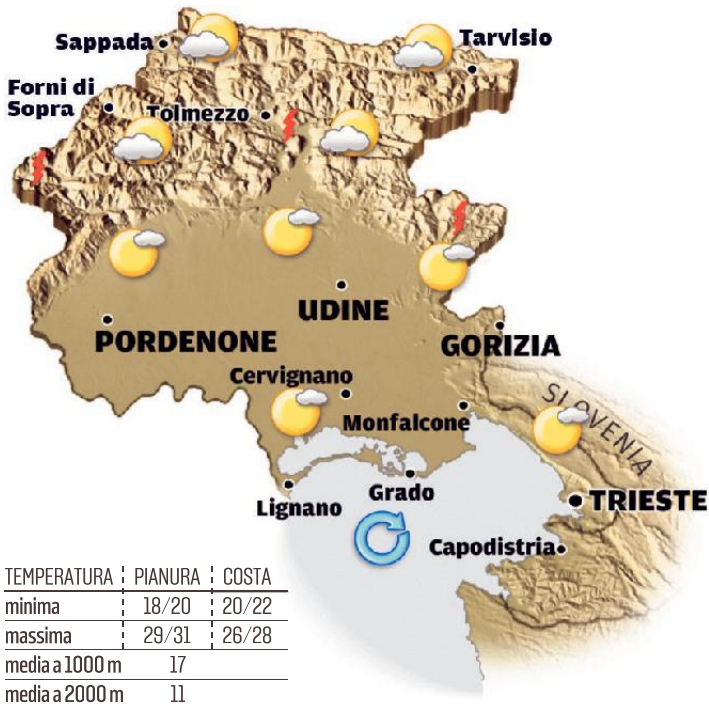 Sappada
Tarvisio
Forni di
Sopra
Tolmezzo
UDINE
PORDENONE
GORIZIA
Cervignano
SLOVENIA
Monfalcone
Grado
Lignano
TRIESTE
Capodistria
TEMPERATURA PIANURA COSTA
minima 18/20 20/22
massima 29/31 26/28
media a 1000 m 17
media a 2000 m 11